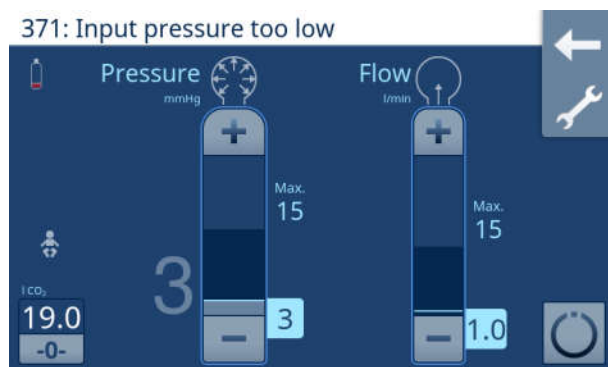 371: Input pressure too low
Pressure
mmHg
Flow
l/min
+
+
Max.
15
Max.
15
3
3
1.0
l CO₂
19.0
-0-
−
−